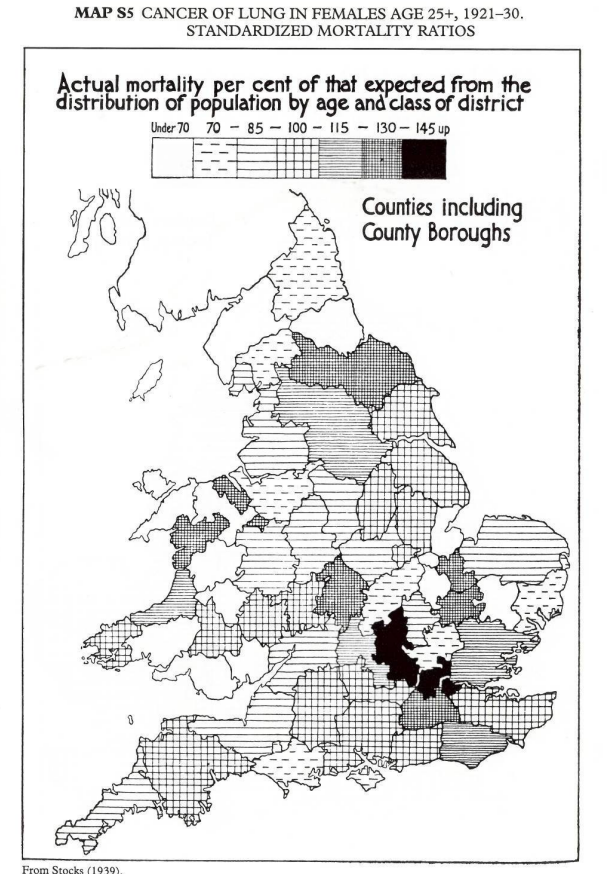 MAP S5 CANCER OF LUNG IN FEMALES AGE 25+, 1921–30.
STANDARDIZED MORTALITY RATIOS
Actual mortality per cent of that expected from the
distribution of population by age and class of district
Under 70 70 – 85 – 100 – 115 – 130 – 145 up
Counties including
County Boroughs
From Stocks (1939).